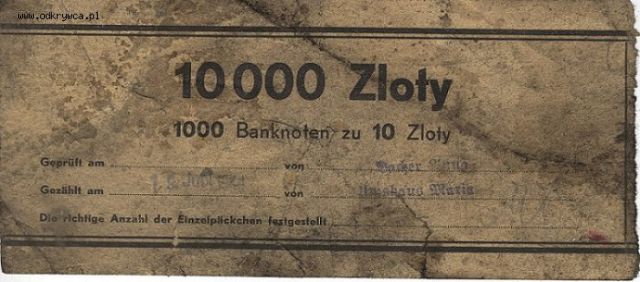 www.odkrywca.pl
10 000 Zloty
1000 Banknoten zu 10 Zloty
Geprüft am von
Gezählt am von Maria
Die richtige Anzahl der Einzelpäckchen festgestellt